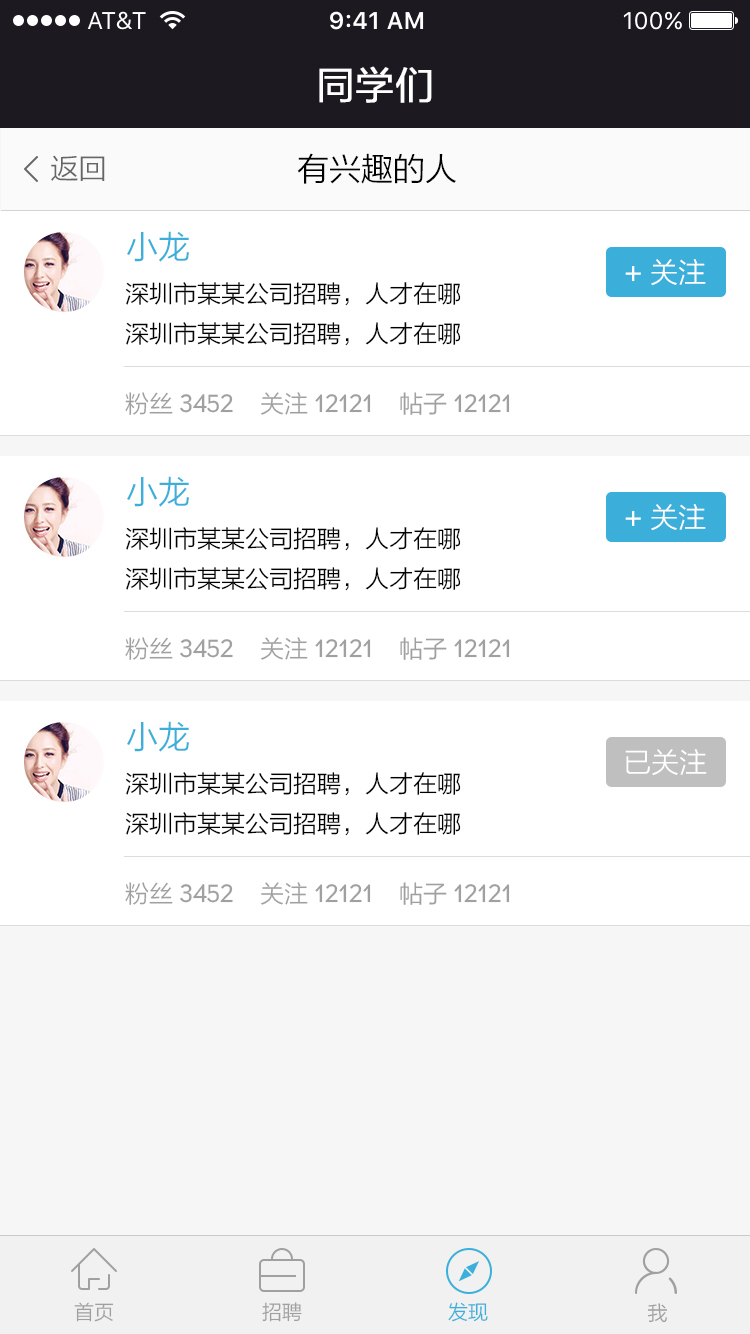 AT&T 9:41 AM 100%
同学们
返回 有兴趣的人
小龙
+ 关注
深圳市某某公司招聘，人才在哪
深圳市某某公司招聘，人才在哪
粉丝 3452 关注 12121 帖子 12121
小龙
+ 关注
深圳市某某公司招聘，人才在哪
深圳市某某公司招聘，人才在哪
粉丝 3452 关注 12121 帖子 12121
小龙
已关注
深圳市某某公司招聘，人才在哪
深圳市某某公司招聘，人才在哪
粉丝 3452 关注 12121 帖子 12121
首页 招聘 发现 我